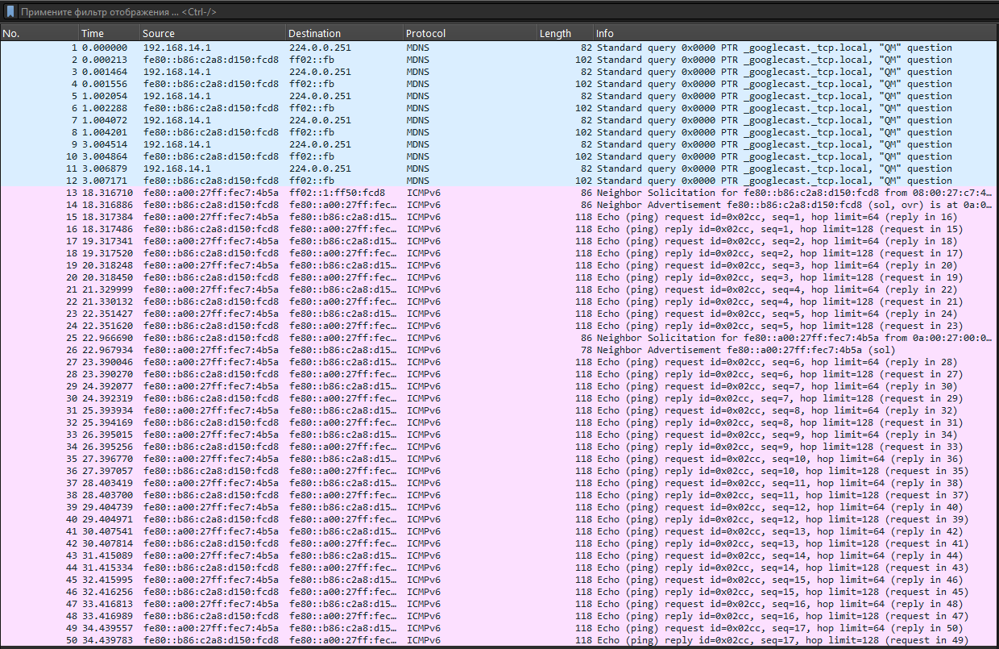 Примените фильтр отображения … <Ctrl-/>
No. Time Source Destination Protocol Length Info
1 0.000000 192.168.14.1 224.0.0.251 MDNS 82 Standard query 0x0000 PTR _googlecast._tcp.local, "QM" question
2 0.000213 fe80::b86:c2a8:d150:fcd8 ff02::fb MDNS 102 Standard query 0x0000 PTR _googlecast._tcp.local, "QM" question
3 0.001464 192.168.14.1 224.0.0.251 MDNS 82 Standard query 0x0000 PTR _googlecast._tcp.local, "QM" question
4 0.001556 fe80::b86:c2a8:d150:fcd8 ff02::fb MDNS 102 Standard query 0x0000 PTR _googlecast._tcp.local, "QM" question
5 1.002054 192.168.14.1 224.0.0.251 MDNS 82 Standard query 0x0000 PTR _googlecast._tcp.local, "QM" question
6 1.002288 fe80::b86:c2a8:d150:fcd8 ff02::fb MDNS 102 Standard query 0x0000 PTR _googlecast._tcp.local, "QM" question
7 1.004072 192.168.14.1 224.0.0.251 MDNS 82 Standard query 0x0000 PTR _googlecast._tcp.local, "QM" question
8 1.004201 fe80::b86:c2a8:d150:fcd8 ff02::fb MDNS 102 Standard query 0x0000 PTR _googlecast._tcp.local, "QM" question
9 3.004514 192.168.14.1 224.0.0.251 MDNS 82 Standard query 0x0000 PTR _googlecast._tcp.local, "QM" question
10 3.004864 fe80::b86:c2a8:d150:fcd8 ff02::fb MDNS 102 Standard query 0x0000 PTR _googlecast._tcp.local, "QM" question
11 3.006879 192.168.14.1 224.0.0.251 MDNS 82 Standard query 0x0000 PTR _googlecast._tcp.local, "QM" question
12 3.007171 fe80::b86:c2a8:d150:fcd8 ff02::fb MDNS 102 Standard query 0x0000 PTR _googlecast._tcp.local, "QM" question
13 18.316710 fe80::a00:27ff:fec7:4b5a ff02::1:ff50:fcd8 ICMPv6 86 Neighbor Solicitation for fe80::b86:c2a8:d150:fcd8 from 08:00:27:c7:4…
14 18.316886 fe80::b86:c2a8:d150:fcd8 fe80::a00:27ff:fec… ICMPv6 86 Neighbor Advertisement fe80::b86:c2a8:d150:fcd8 (sol, ovr) is at 0a:0…
15 18.317384 fe80::a00:27ff:fec7:4b5a fe80::b86:c2a8:d15… ICMPv6 118 Echo (ping) request id=0x02cc, seq=1, hop limit=64 (reply in 16)
16 18.317486 fe80::b86:c2a8:d150:fcd8 fe80::a00:27ff:fec… ICMPv6 118 Echo (ping) reply id=0x02cc, seq=1, hop limit=128 (request in 15)
17 19.317341 fe80::a00:27ff:fec7:4b5a fe80::b86:c2a8:d15… ICMPv6 118 Echo (ping) request id=0x02cc, seq=2, hop limit=64 (reply in 18)
18 19.317520 fe80::b86:c2a8:d150:fcd8 fe80::a00:27ff:fec… ICMPv6 118 Echo (ping) reply id=0x02cc, seq=2, hop limit=128 (request in 17)
19 20.318248 fe80::a00:27ff:fec7:4b5a fe80::b86:c2a8:d15… ICMPv6 118 Echo (ping) request id=0x02cc, seq=3, hop limit=64 (reply in 20)
20 20.318450 fe80::b86:c2a8:d150:fcd8 fe80::a00:27ff:fec… ICMPv6 118 Echo (ping) reply id=0x02cc, seq=3, hop limit=128 (request in 19)
21 21.329999 fe80::a00:27ff:fec7:4b5a fe80::b86:c2a8:d15… ICMPv6 118 Echo (ping) request id=0x02cc, seq=4, hop limit=64 (reply in 22)
22 21.330132 fe80::b86:c2a8:d150:fcd8 fe80::a00:27ff:fec… ICMPv6 118 Echo (ping) reply id=0x02cc, seq=4, hop limit=128 (request in 21)
23 22.351427 fe80::a00:27ff:fec7:4b5a fe80::b86:c2a8:d15… ICMPv6 118 Echo (ping) request id=0x02cc, seq=5, hop limit=64 (reply in 24)
24 22.351620 fe80::b86:c2a8:d150:fcd8 fe80::a00:27ff:fec… ICMPv6 118 Echo (ping) reply id=0x02cc, seq=5, hop limit=128 (request in 23)
25 22.966690 fe80::b86:c2a8:d150:fcd8 fe80::a00:27ff:fec… ICMPv6 86 Neighbor Solicitation for fe80::a00:27ff:fec7:4b5a from 0a:00:27:00:0…
26 22.967934 fe80::a00:27ff:fec7:4b5a fe80::b86:c2a8:d15… ICMPv6 78 Neighbor Advertisement fe80::a00:27ff:fec7:4b5a (sol)
27 23.390046 fe80::a00:27ff:fec7:4b5a fe80::b86:c2a8:d15… ICMPv6 118 Echo (ping) request id=0x02cc, seq=6, hop limit=64 (reply in 28)
28 23.390270 fe80::b86:c2a8:d150:fcd8 fe80::a00:27ff:fec… ICMPv6 118 Echo (ping) reply id=0x02cc, seq=6, hop limit=128 (request in 27)
29 24.392077 fe80::a00:27ff:fec7:4b5a fe80::b86:c2a8:d15… ICMPv6 118 Echo (ping) request id=0x02cc, seq=7, hop limit=64 (reply in 30)
30 24.392319 fe80::b86:c2a8:d150:fcd8 fe80::a00:27ff:fec… ICMPv6 118 Echo (ping) reply id=0x02cc, seq=7, hop limit=128 (request in 29)
31 25.393934 fe80::a00:27ff:fec7:4b5a fe80::b86:c2a8:d15… ICMPv6 118 Echo (ping) request id=0x02cc, seq=8, hop limit=64 (reply in 32)
32 25.394169 fe80::b86:c2a8:d150:fcd8 fe80::a00:27ff:fec… ICMPv6 118 Echo (ping) reply id=0x02cc, seq=8, hop limit=128 (request in 31)
33 26.395015 fe80::a00:27ff:fec7:4b5a fe80::b86:c2a8:d15… ICMPv6 118 Echo (ping) request id=0x02cc, seq=9, hop limit=64 (reply in 34)
34 26.395256 fe80::b86:c2a8:d150:fcd8 fe80::a00:27ff:fec… ICMPv6 118 Echo (ping) reply id=0x02cc, seq=9, hop limit=128 (request in 33)
35 27.396770 fe80::a00:27ff:fec7:4b5a fe80::b86:c2a8:d15… ICMPv6 118 Echo (ping) request id=0x02cc, seq=10, hop limit=64 (reply in 36)
36 27.397057 fe80::b86:c2a8:d150:fcd8 fe80::a00:27ff:fec… ICMPv6 118 Echo (ping) reply id=0x02cc, seq=10, hop limit=128 (request in 35)
37 28.403419 fe80::a00:27ff:fec7:4b5a fe80::b86:c2a8:d15… ICMPv6 118 Echo (ping) request id=0x02cc, seq=11, hop limit=64 (reply in 38)
38 28.403700 fe80::b86:c2a8:d150:fcd8 fe80::a00:27ff:fec… ICMPv6 118 Echo (ping) reply id=0x02cc, seq=11, hop limit=128 (request in 37)
39 29.404739 fe80::a00:27ff:fec7:4b5a fe80::b86:c2a8:d15… ICMPv6 118 Echo (ping) request id=0x02cc, seq=12, hop limit=64 (reply in 40)
40 29.404971 fe80::b86:c2a8:d150:fcd8 fe80::a00:27ff:fec… ICMPv6 118 Echo (ping) reply id=0x02cc, seq=12, hop limit=128 (request in 39)
41 30.407541 fe80::a00:27ff:fec7:4b5a fe80::b86:c2a8:d15… ICMPv6 118 Echo (ping) request id=0x02cc, seq=13, hop limit=64 (reply in 42)
42 30.407814 fe80::b86:c2a8:d150:fcd8 fe80::a00:27ff:fec… ICMPv6 118 Echo (ping) reply id=0x02cc, seq=13, hop limit=128 (request in 41)
43 31.415089 fe80::a00:27ff:fec7:4b5a fe80::b86:c2a8:d15… ICMPv6 118 Echo (ping) request id=0x02cc, seq=14, hop limit=64 (reply in 44)
44 31.415334 fe80::b86:c2a8:d150:fcd8 fe80::a00:27ff:fec… ICMPv6 118 Echo (ping) reply id=0x02cc, seq=14, hop limit=128 (request in 43)
45 32.415995 fe80::a00:27ff:fec7:4b5a fe80::b86:c2a8:d15… ICMPv6 118 Echo (ping) request id=0x02cc, seq=15, hop limit=64 (reply in 46)
46 32.416256 fe80::b86:c2a8:d150:fcd8 fe80::a00:27ff:fec… ICMPv6 118 Echo (ping) reply id=0x02cc, seq=15, hop limit=128 (request in 45)
47 33.416813 fe80::a00:27ff:fec7:4b5a fe80::b86:c2a8:d15… ICMPv6 118 Echo (ping) request id=0x02cc, seq=16, hop limit=64 (reply in 48)
48 33.416989 fe80::b86:c2a8:d150:fcd8 fe80::a00:27ff:fec… ICMPv6 118 Echo (ping) reply id=0x02cc, seq=16, hop limit=128 (request in 47)
49 34.439557 fe80::a00:27ff:fec7:4b5a fe80::b86:c2a8:d15… ICMPv6 118 Echo (ping) request id=0x02cc, seq=17, hop limit=64 (reply in 50)
50 34.439783 fe80::b86:c2a8:d150:fcd8 fe80::a00:27ff:fec… ICMPv6 118 Echo (ping) reply id=0x02cc, seq=17, hop limit=128 (request in 49)